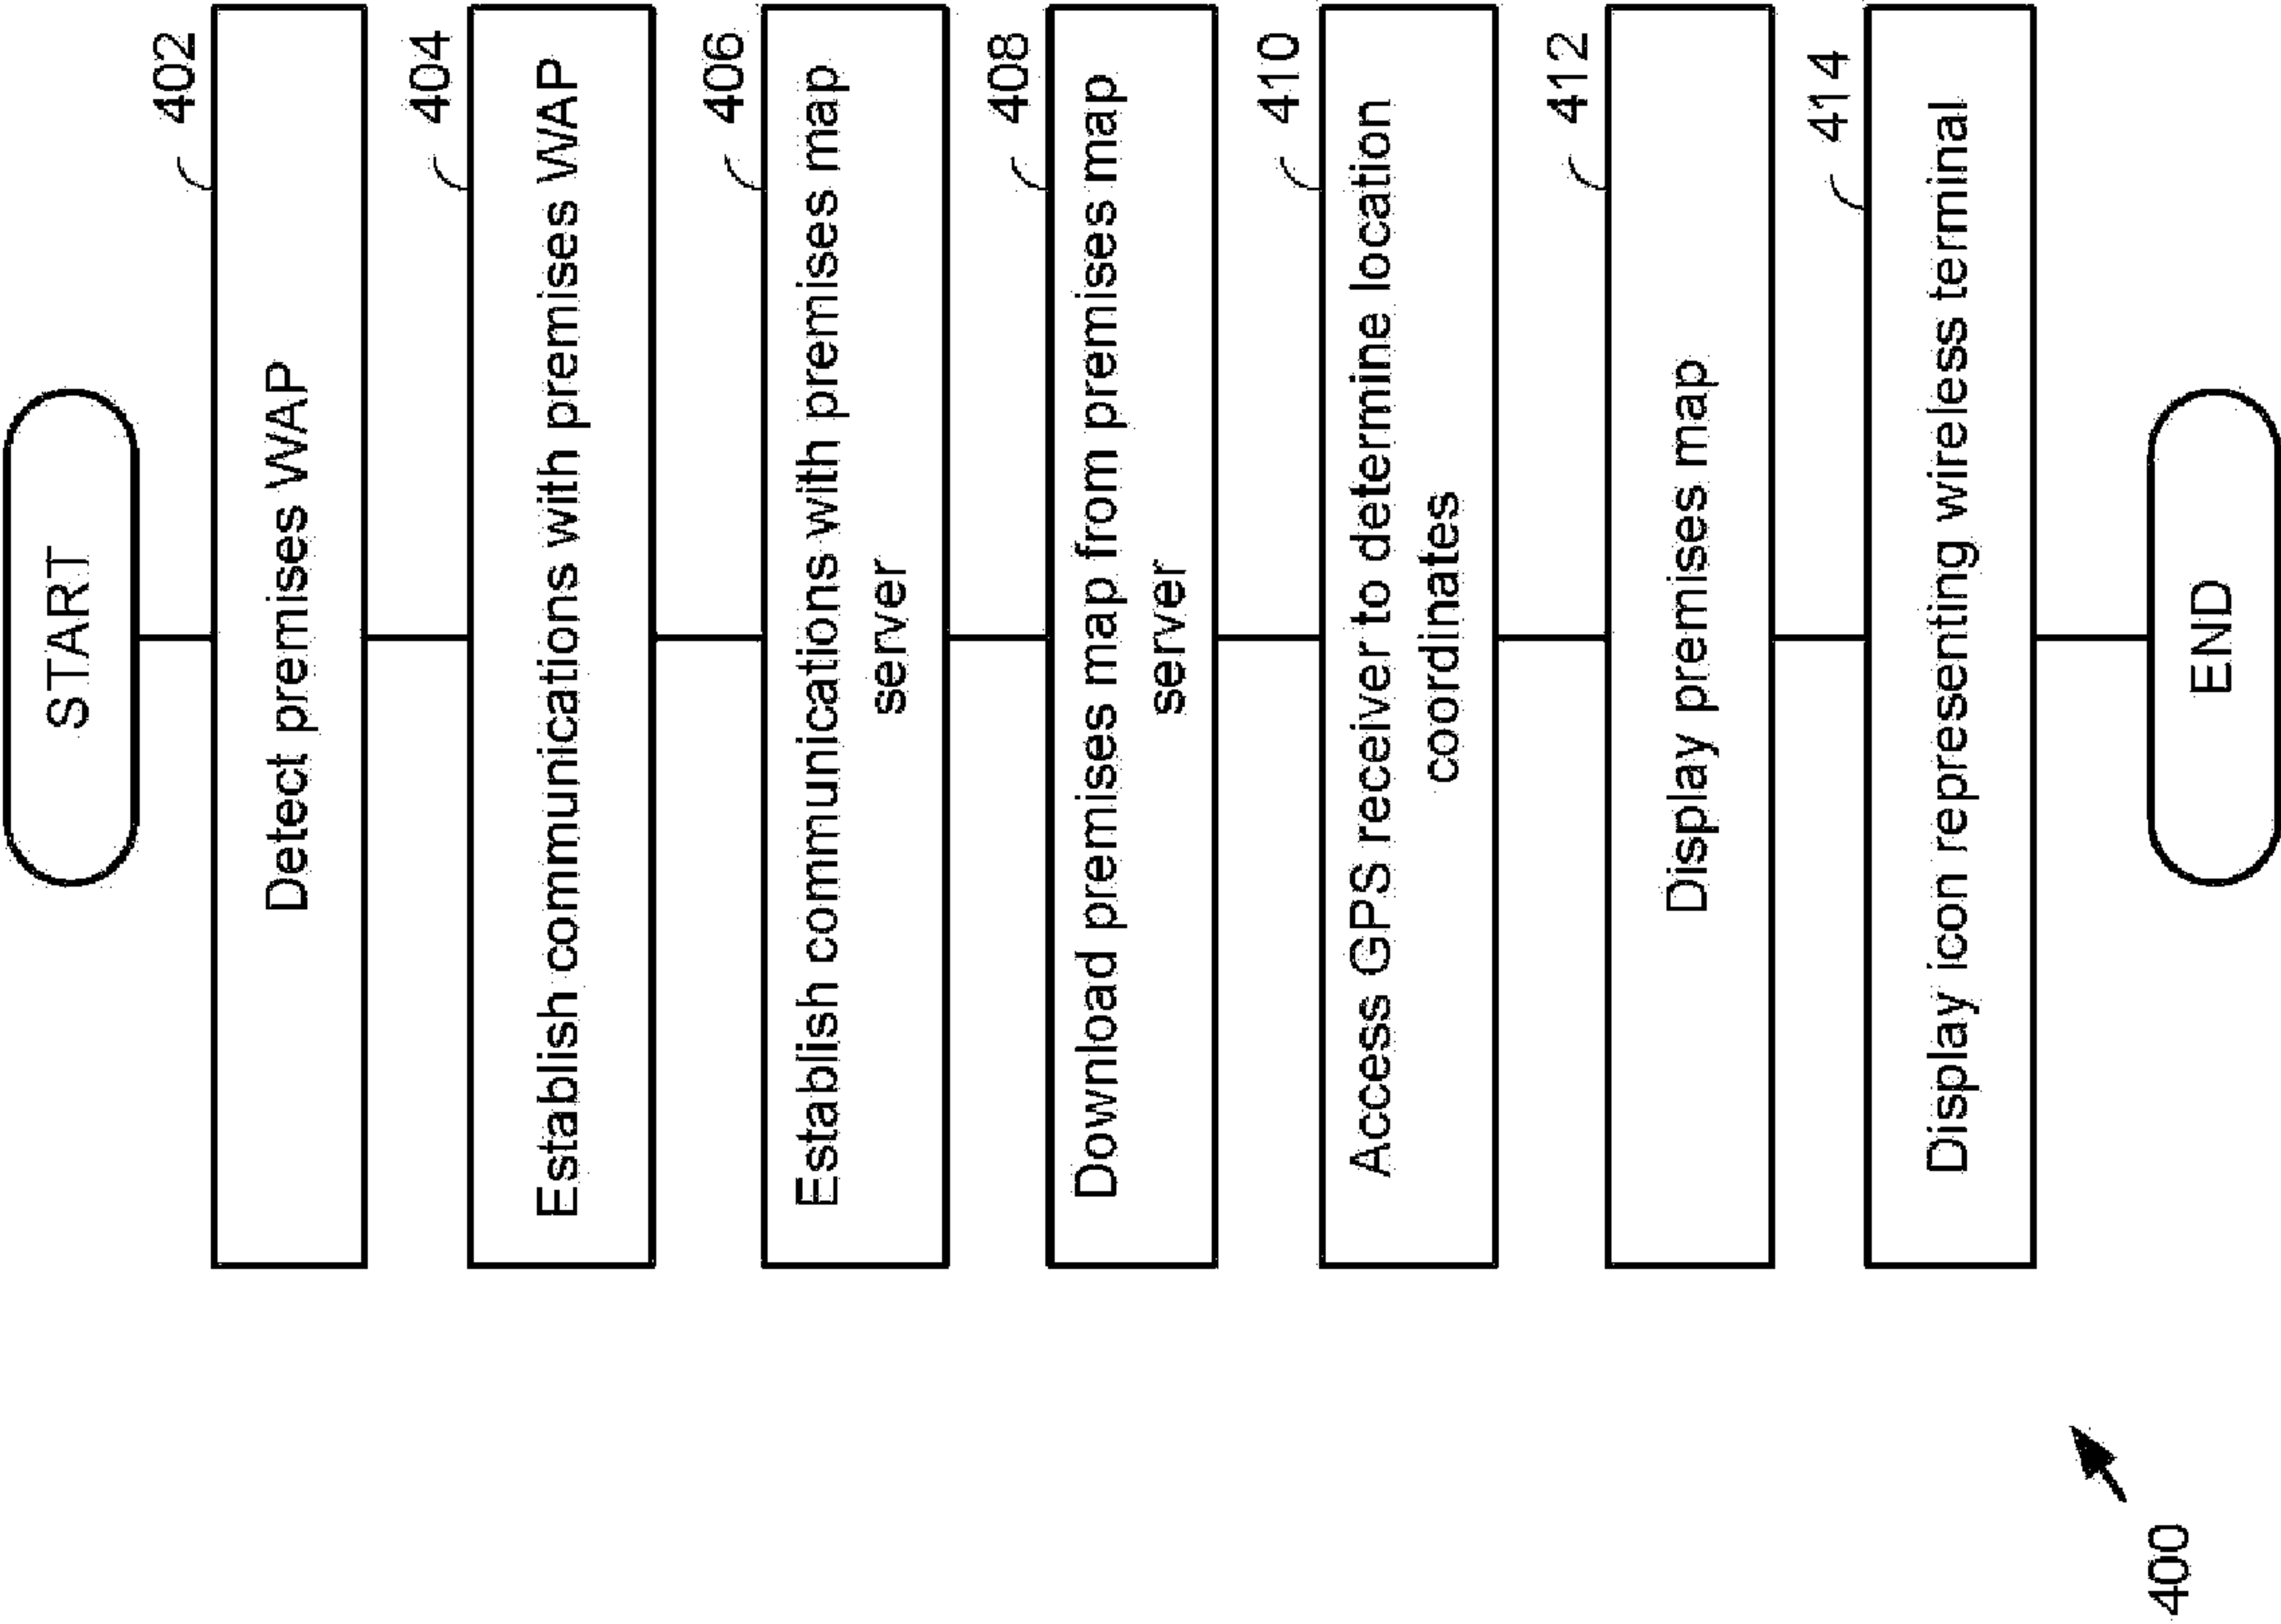 START
402
Detect premises WAP
404
Establish communications with premises WAP
406
Establish communications with premises map
server
408
Download premises map from premises map
server
410
Access GPS receiver to determine location
coordinates
412
Display premises map
414
Display icon representing wireless terminal
END
400